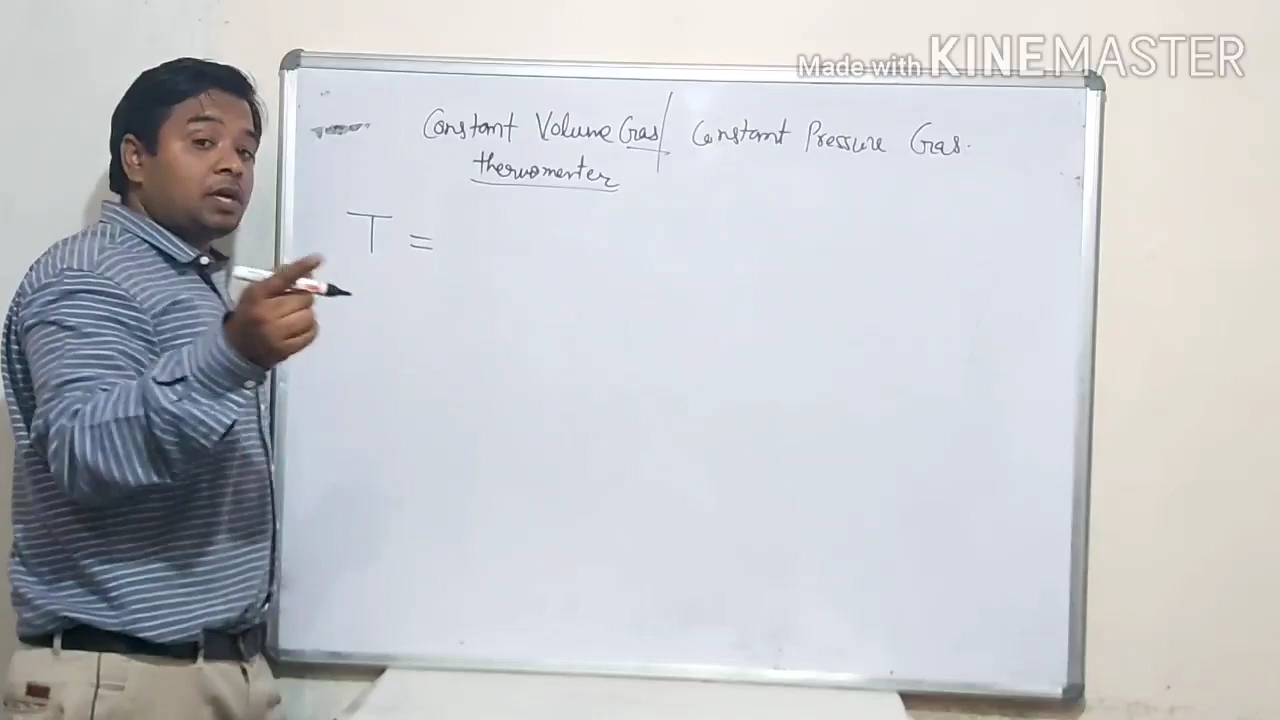 Made with KINEMASTER
Constant Volume Gas / Constant Pressure Gas.
thermometer
T =